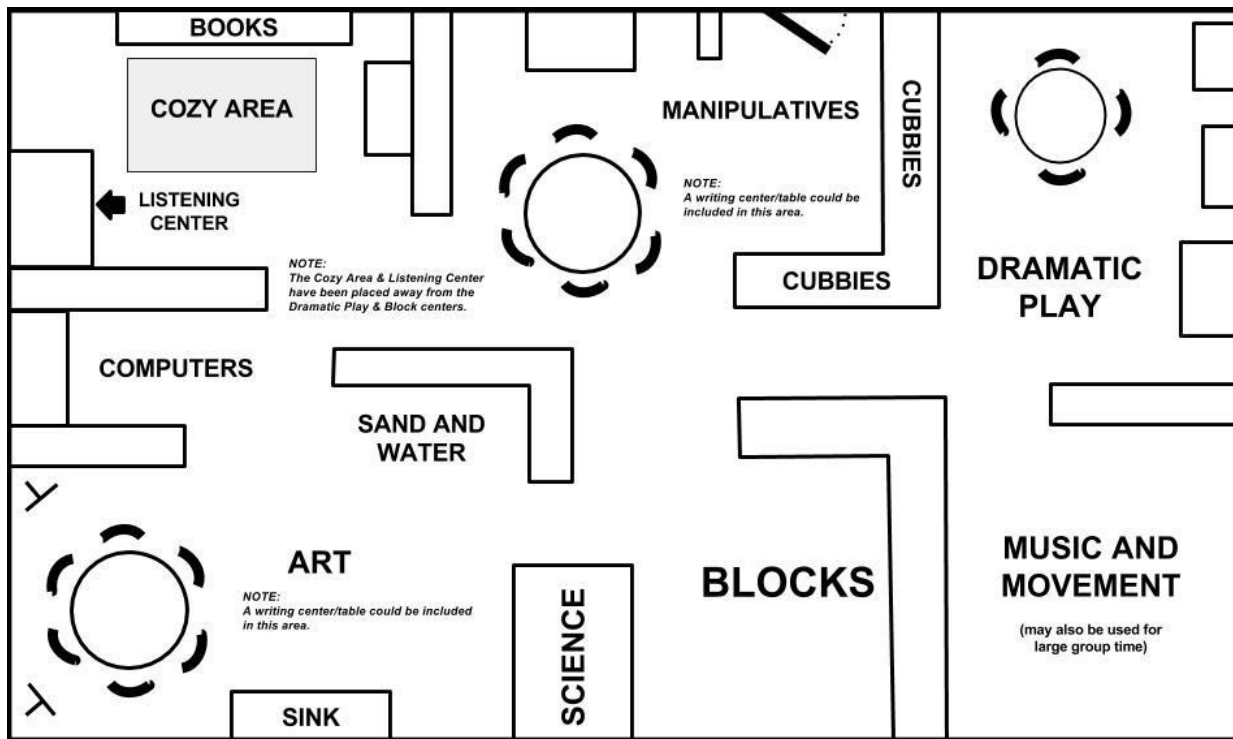 BOOKS
COZY AREA
LISTENING
CENTER
NOTE:
The Cozy Area & Listening Center
have been placed away from the
Dramatic Play & Block centers.
MANIPULATIVES
NOTE:
A writing center/table could be
included in this area.
CUBBIES
CUBBIES
DRAMATIC
PLAY
COMPUTERS
SAND AND
WATER
ART
NOTE:
A writing center/table could be included
in this area.
SINK
SCIENCE
BLOCKS
MUSIC AND
MOVEMENT
(may also be used for
large group time)